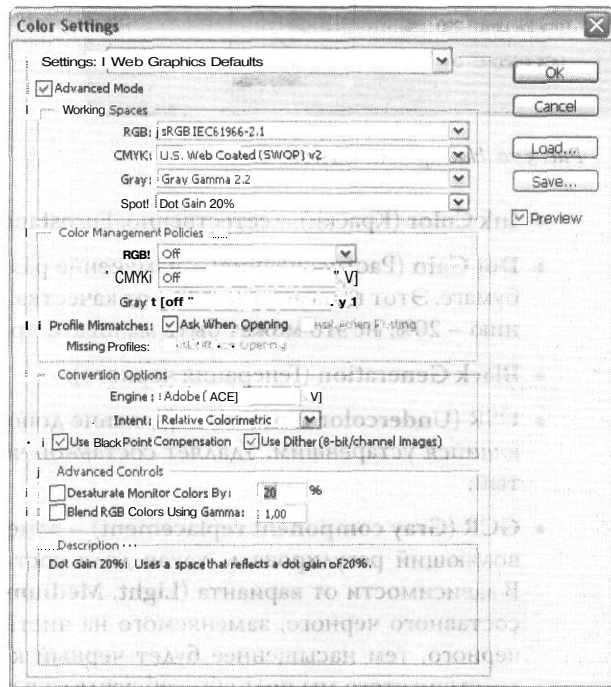 Color Settings
Settings: I Web Graphics Defaults
OK
Advanced Mode
Cancel
Working Spaces
RGB: sRGB IEC61966-2.1
Load...
CMYK: U.S. Web Coated (SWOP) v2
Gray: Gray Gamma 2.2
Save...
Spot! Dot Gain 20%
Preview
Color Management Policies
RGB! Off
CMYKi Off " V]
Gray t [off " . y 1
Profile Mismatches: Ask When Opening
Missing Profiles:
Conversion Options
Engine : Adobe ( ACE] V]
Intent: Relative Colorimetric
Use Black Point Compensation Use Dither (8-bit/channel images)
Advanced Controls
Desaturate Monitor Colors By: 20 %
Blend RGB Colors Using Gamma: 1,00
Description
Dot Gain 20%i Uses a space that reflects a dot gain of 20%.